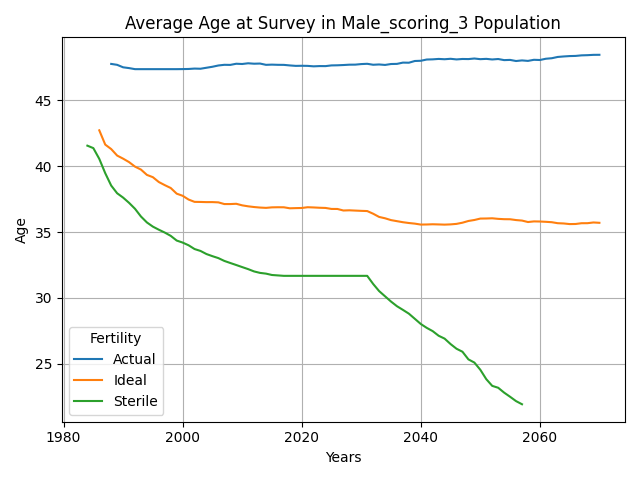 Average Age at Survey in Male_scoring_3 Population
Age
45
40
35
30
25
Fertility
Actual
Ideal
Sterile
1980 2000 2020 2040 2060
Years